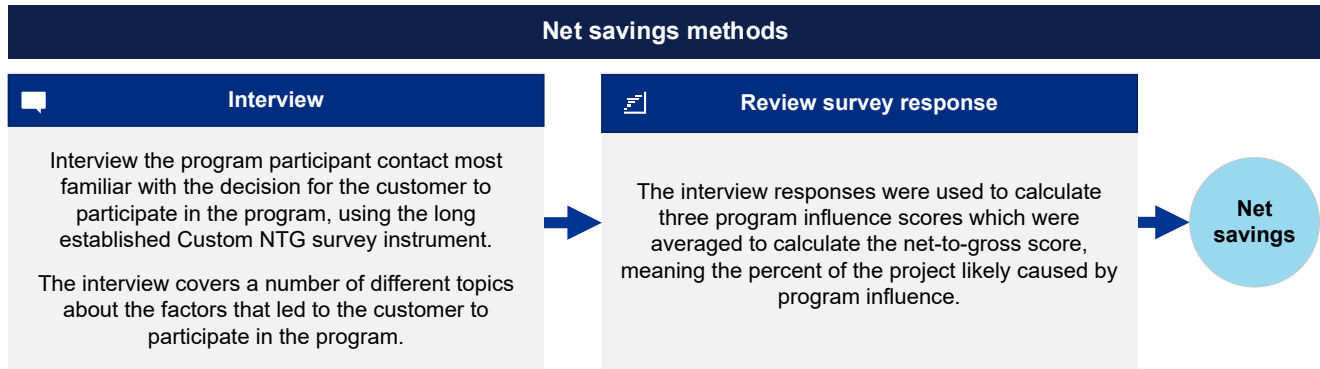 Net savings methods
Interview
Interview the program participant contact most
familiar with the decision for the customer to
participate in the program, using the long
established Custom NTG survey instrument.
The interview covers a number of different topics
about the factors that led to the customer to
participate in the program.
Review survey response
The interview responses were used to calculate
three program influence scores which were
averaged to calculate the net-to-gross score,
meaning the percent of the project likely caused by
program influence.
Net
savings